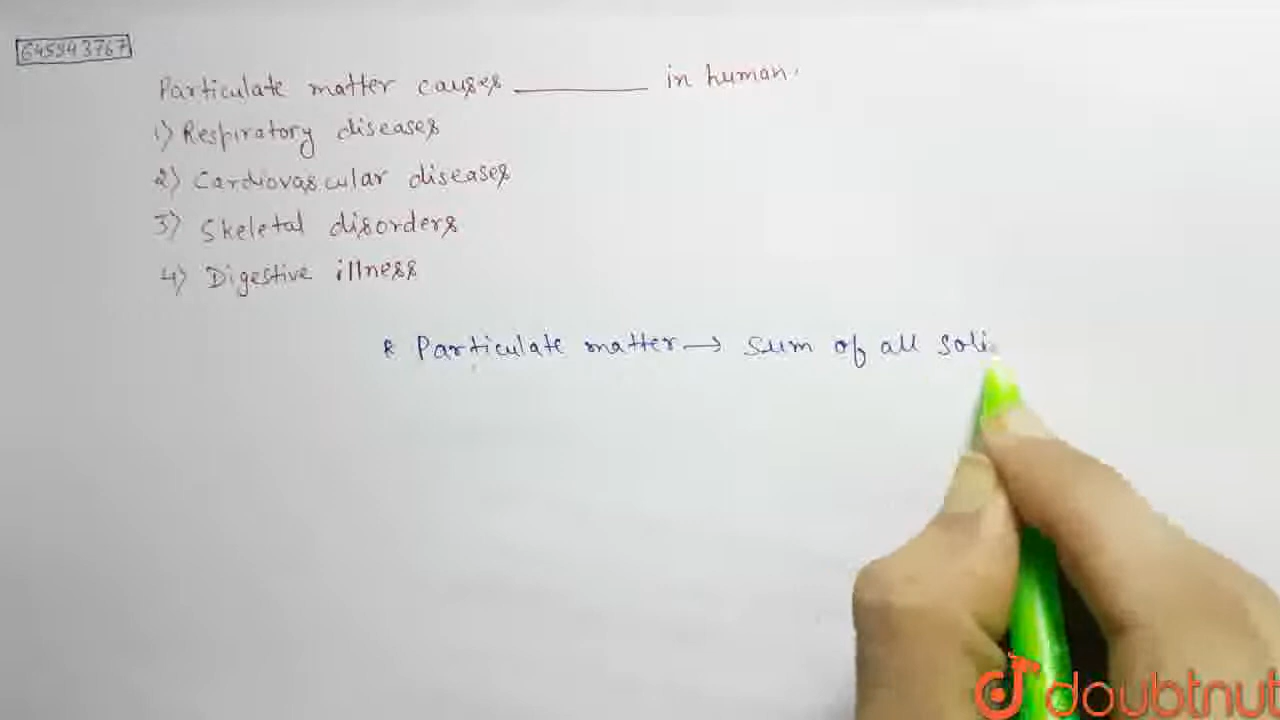 645943767
Particulate matter causes ________ in human.
1) Respiratory diseases
2) Cardiovascular diseases
3) Skeletal disorders
4) Digestive illness
* Particulate matter → sum of all soli
doubtnut